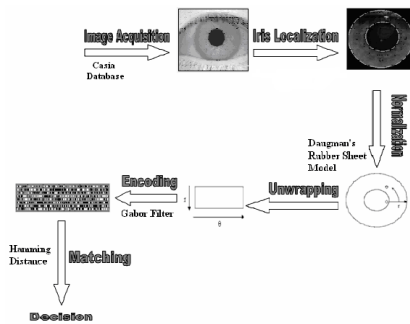 Image Acquisition
Casia
Database
Iris Localization
Normalization
Daugman's
Rubber Sheet
Model
Unwrapping
r
θ
r
θ
Encoding
Gabor Filter
Hamming
Distance
Matching
Decision